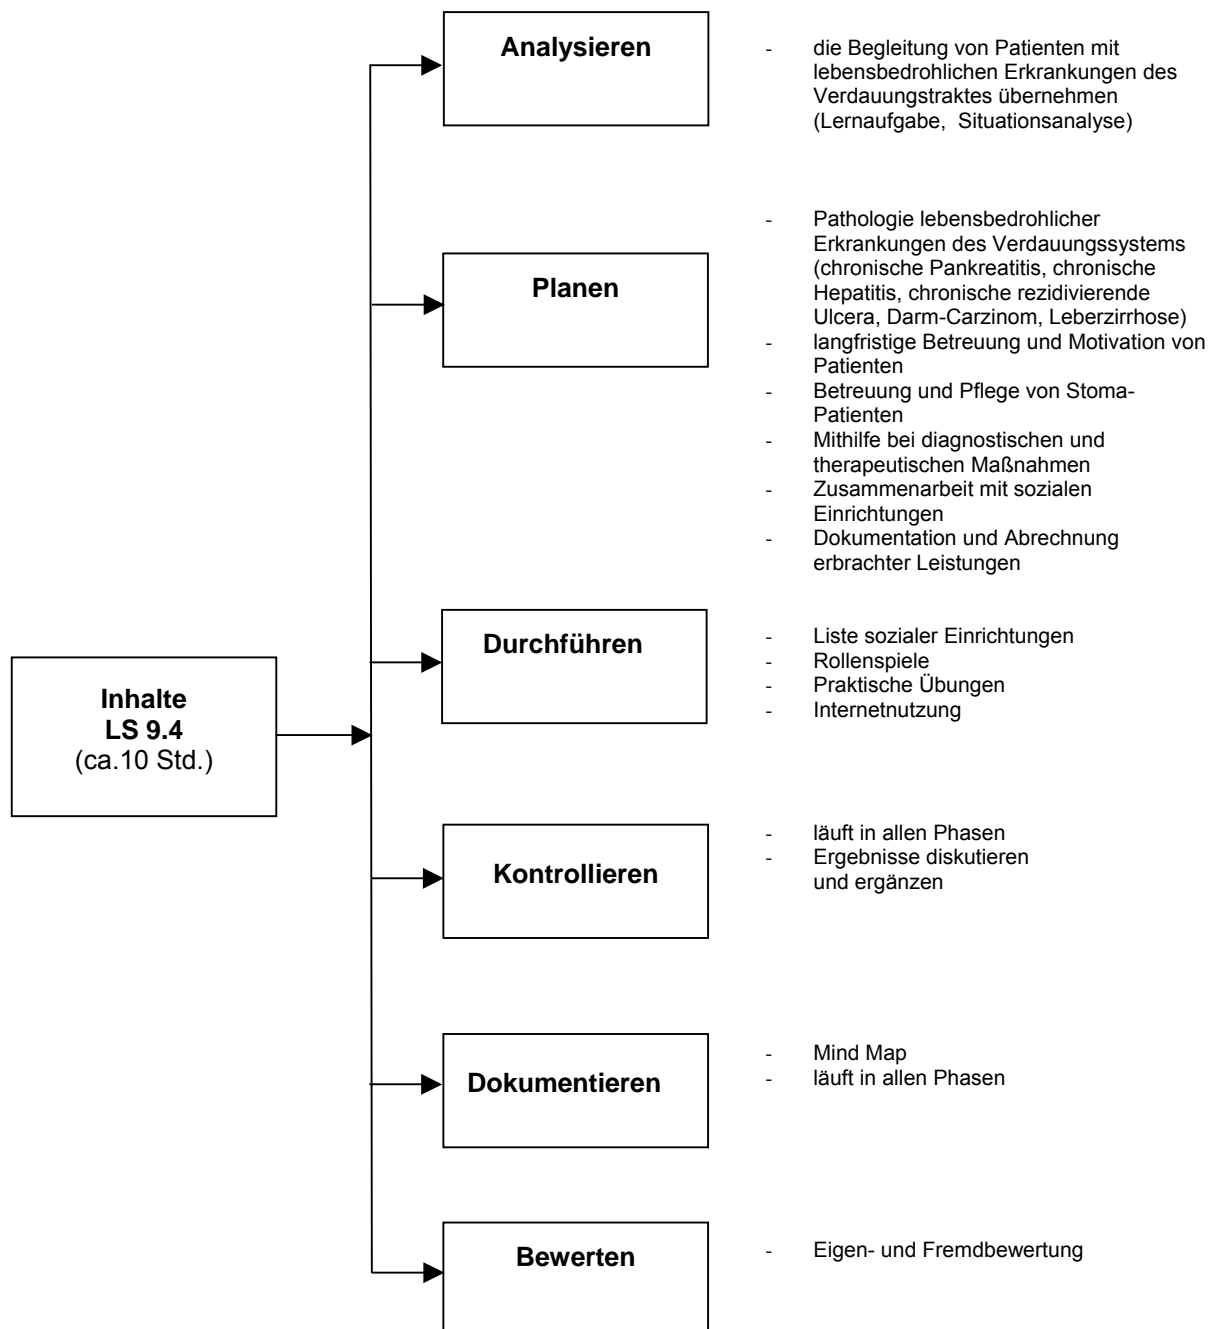 Analysieren
- die Begleitung von Patienten mit
lebensbedrohlichen Erkrankungen des
Verdauungstraktes übernehmen
(Lernaufgabe, Situationsanalyse)
Planen
- Pathologie lebensbedrohlicher
Erkrankungen des Verdauungssystems
(chronische Pankreatitis, chronische
Hepatitis, chronische rezidivierende
Ulcera, Darm-Carzinom, Leberzirrhose)
- langfristige Betreuung und Motivation von
Patienten
- Betreuung und Pflege von Stoma-
Patienten
- Mithilfe bei diagnostischen und
therapeutischen Maßnahmen
- Zusammenarbeit mit sozialen
Einrichtungen
- Dokumentation und Abrechnung
erbrachter Leistungen
Inhalte
LS 9.4
(ca.10 Std.)
Durchführen
- Liste sozialer Einrichtungen
- Rollenspiele
- Praktische Übungen
- Internetnutzung
Kontrollieren
- läuft in allen Phasen
- Ergebnisse diskutieren
und ergänzen
Dokumentieren
- Mind Map
- läuft in allen Phasen
Bewerten
- Eigen- und Fremdbewertung